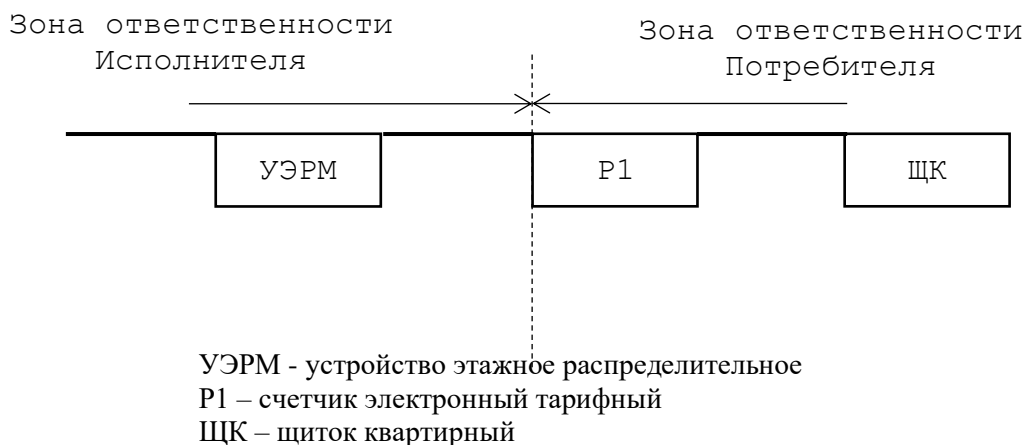 Зона ответственности
Исполнителя
Зона ответственности
Потребителя
УЭРМ
Р1
ЩК
УЭРМ - устройство этажное распределительное
Р1 – счетчик электронный тарифный
ЩК – щиток квартирный